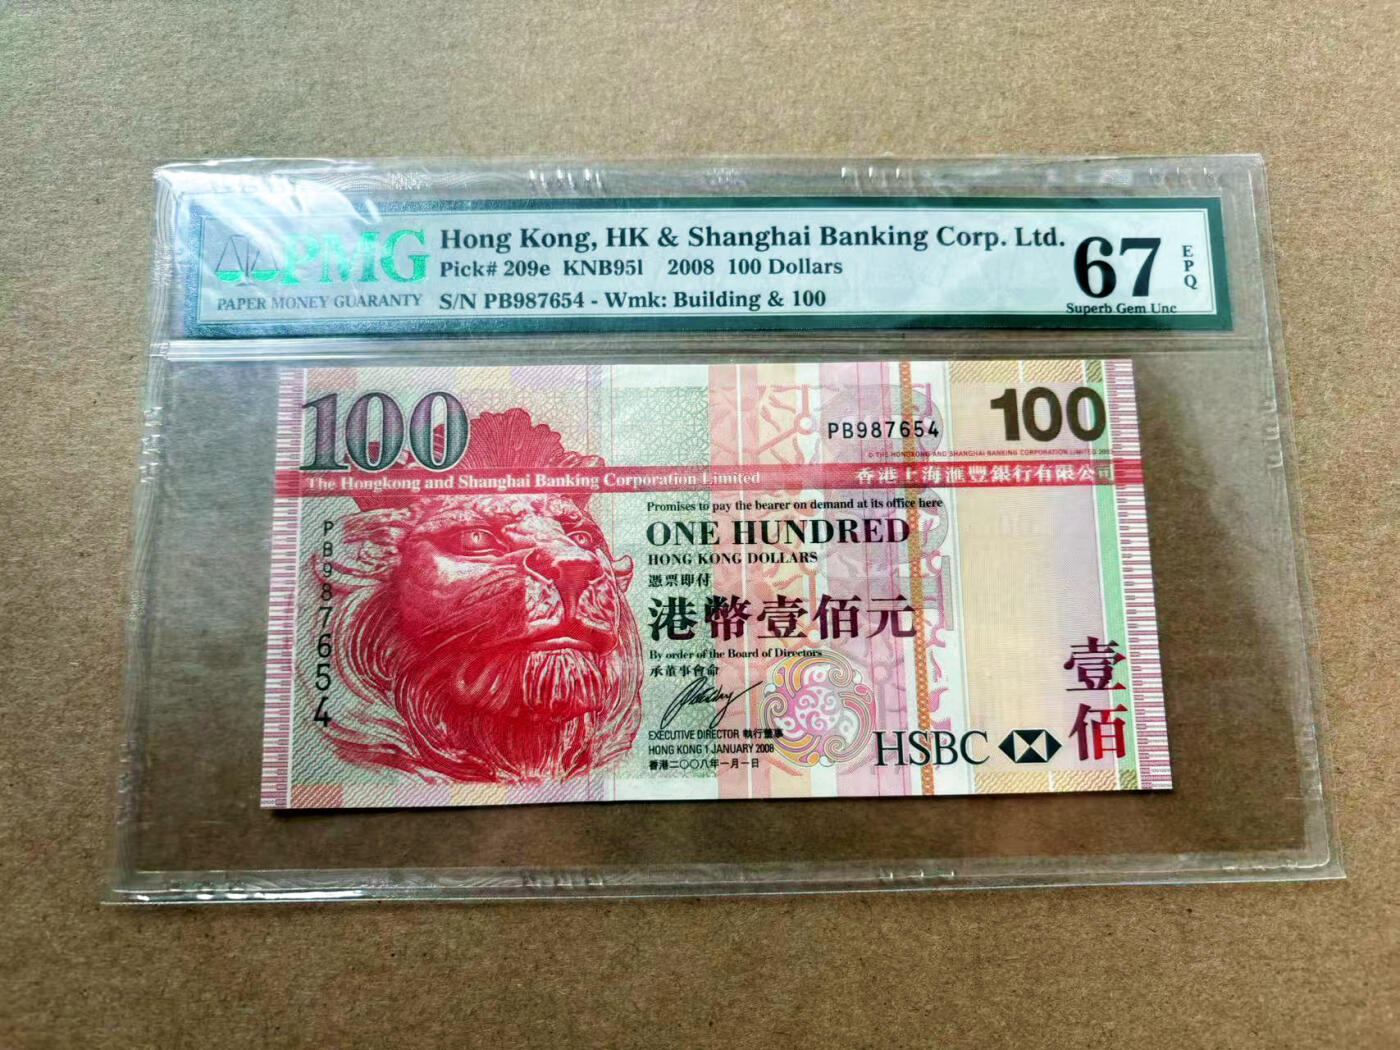 PMG
PAPER MONEY GUARANTY
Hong Kong, HK & Shanghai Banking Corp. Ltd.
Pick# 209e KNB95l 2008 100 Dollars
S/N PB987654 - Wmk: Building & 100
67
EPQ
Superb Gem Unc
100
PB987654
100
The Hongkong and Shanghai Banking Corporation Limited
香港上海滙豐銀行有限公司
Promises to pay the bearer on demand at its office here
ONE HUNDRED
HONG KONG DOLLARS
憑票即付
港幣壹佰元
By order of the Board of Directors
承董事會命
EXECUTIVE DIRECTOR 執行董事
HONG KONG 1 JANUARY 2008
香港二〇〇八年一月一日
PB987654
HSBC
壹佰